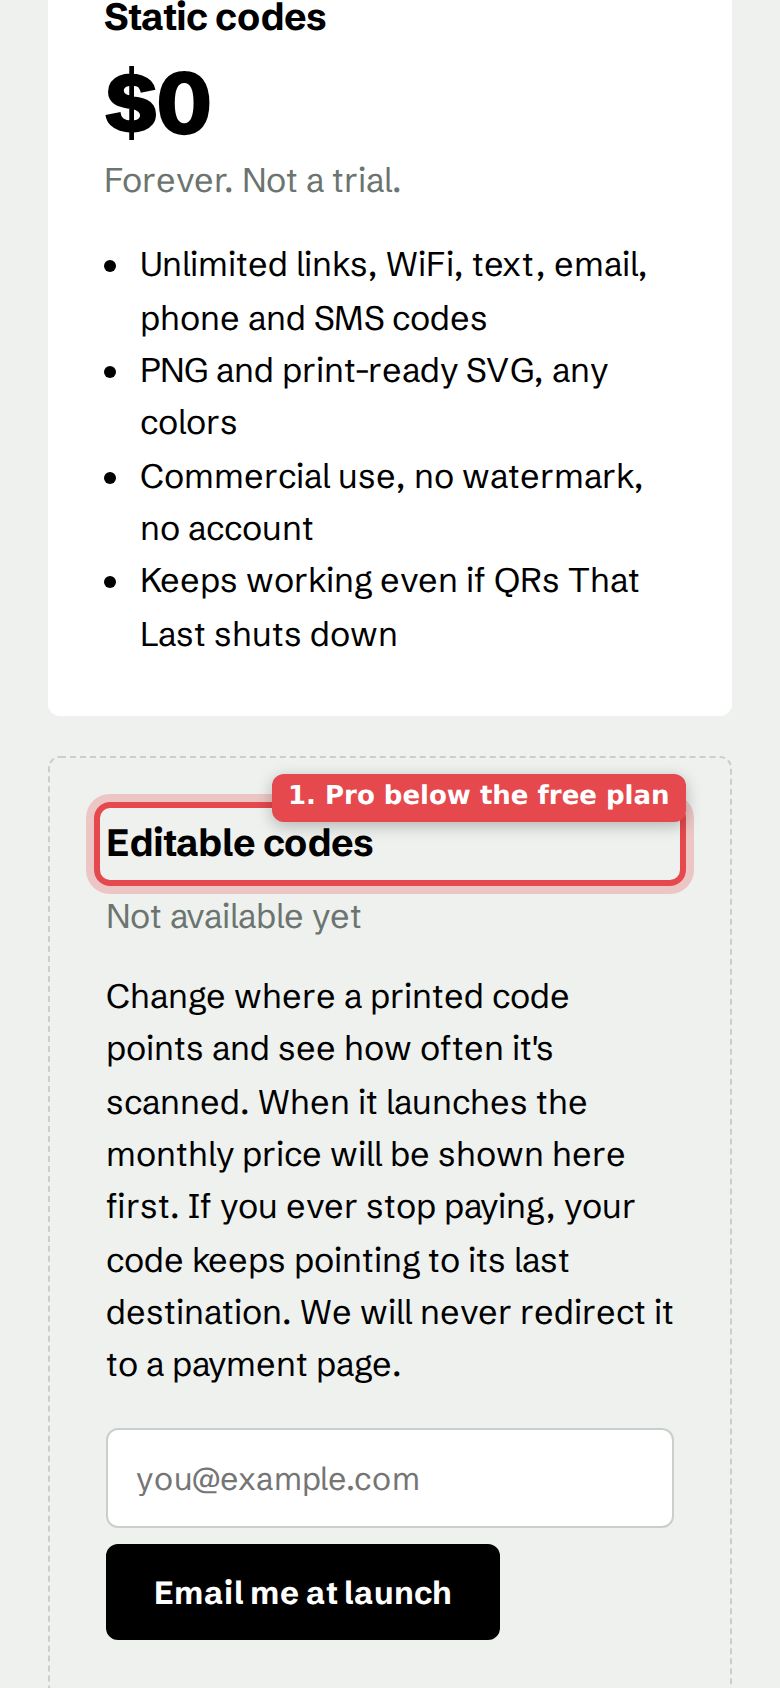 Static codes
$0
Forever. Not a trial.
Unlimited links, WiFi, text, email,
phone and SMS codes
PNG and print-ready SVG, any
colors
Commercial use, no watermark,
no account
Keeps working even if QRs That
Last shuts down
1. Pro below the free plan
Editable codes
Not available yet
Change where a printed code
points and see how often it's
scanned. When it launches the
monthly price will be shown here
first. If you ever stop paying, your
code keeps pointing to its last
destination. We will never redirect it
to a payment page.
you@example.com
Email me at launch